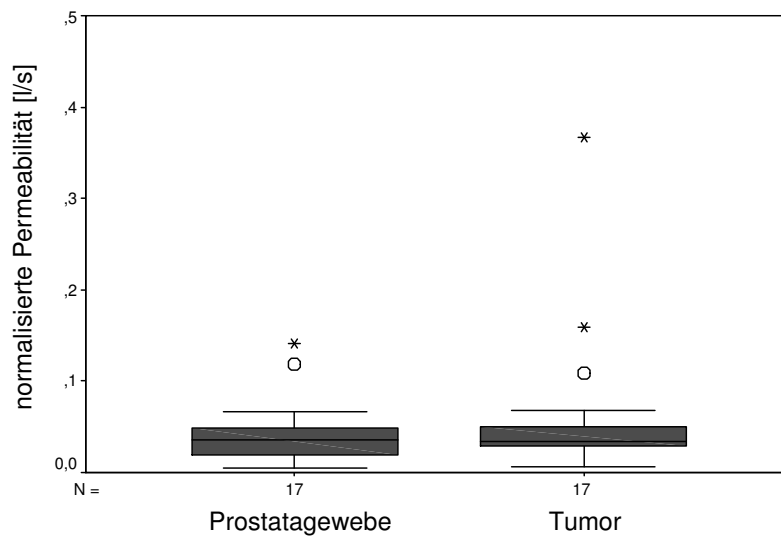 normalisierte Permeabilität [l/s]
,5
,4
,3
,2
,1
0,0
N = 17 17
Prostatagewebe Tumor